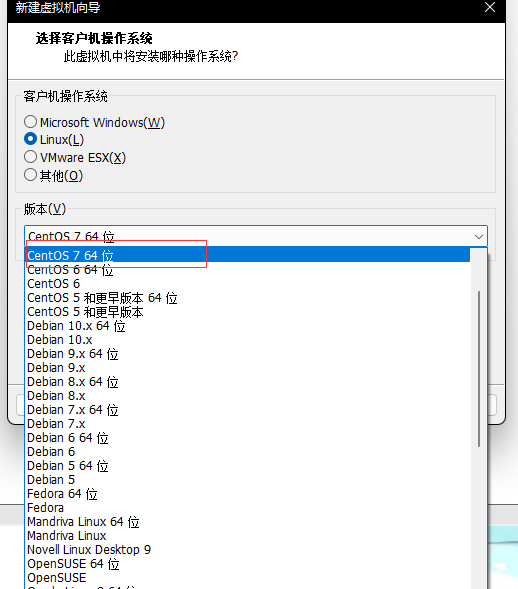 新建虚拟机向导
选择客户机操作系统
此虚拟机中将安装哪种操作系统?
客户机操作系统
Microsoft Windows(W)
Linux(L)
VMware ESX(X)
其他(O)
版本(V)
CentOS 7 64 位
CentOS 7 64 位
CentOS 6 64 位
CentOS 6
CentOS 5 和更早版本 64 位
CentOS 5 和更早版本
Debian 10.x 64 位
Debian 10.x
Debian 9.x 64 位
Debian 9.x
Debian 8.x 64 位
Debian 8.x
Debian 7.x 64 位
Debian 7.x
Debian 6 64 位
Debian 6
Debian 5 64 位
Debian 5
Fedora 64 位
Fedora
Mandriva Linux 64 位
Mandriva Linux
Novell Linux Desktop 9
OpenSUSE 64 位
OpenSUSE